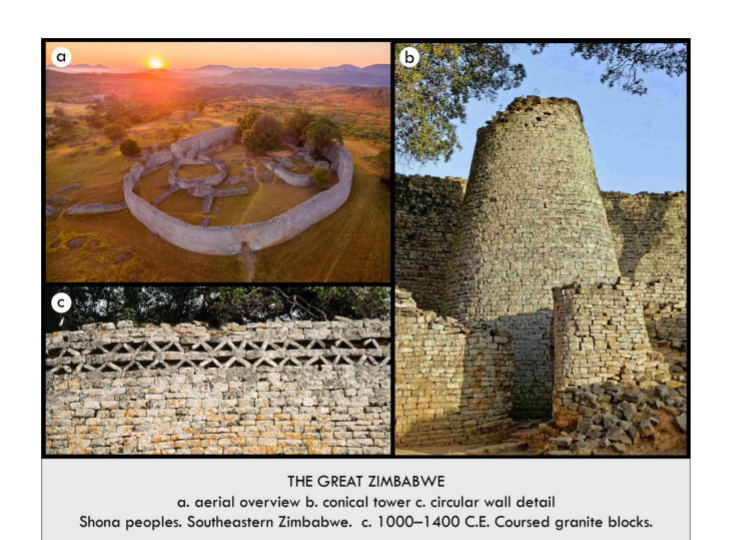 a
b
c
THE GREAT ZIMBABWE
a. aerial overview b. conical tower c. circular wall detail
Shona peoples. Southeastern Zimbabwe. c. 1000–1400 C.E. Coursed granite blocks.